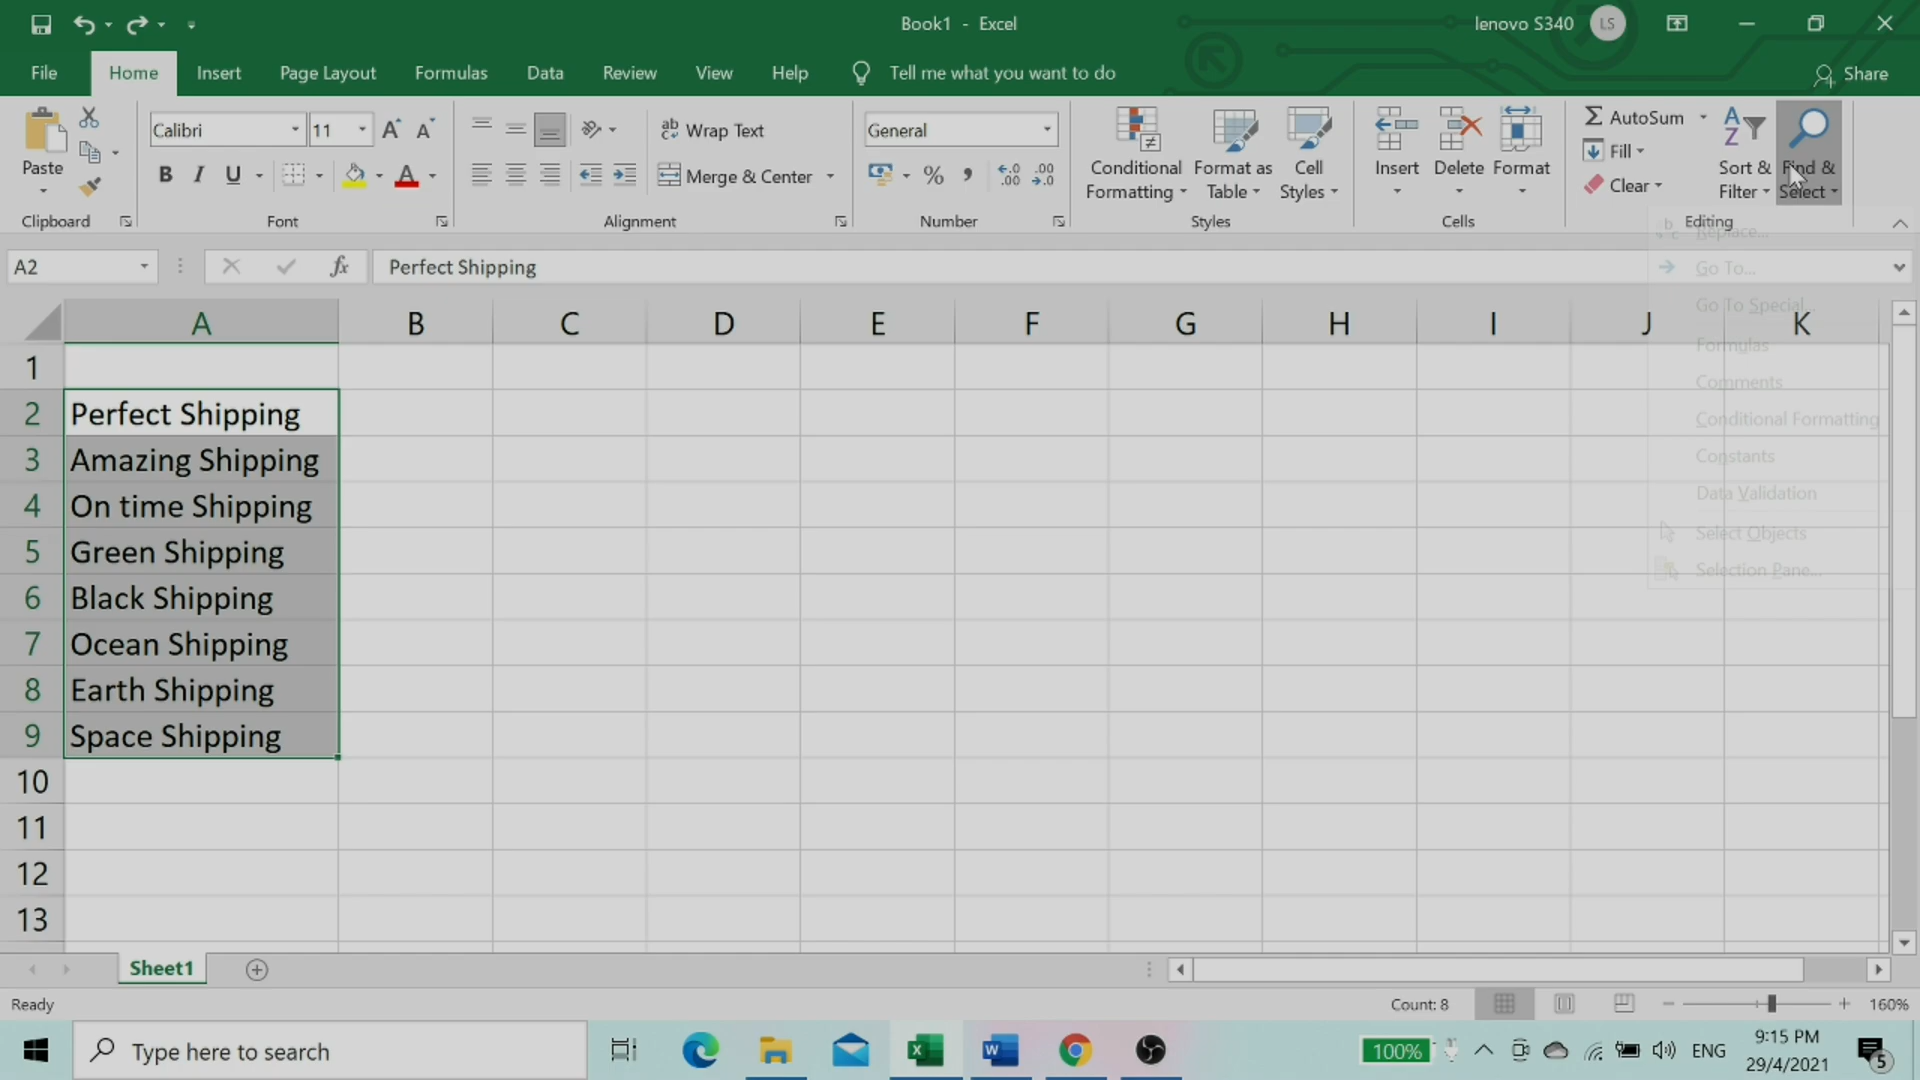 Book1 - Excel
lenovo S340
LS
File
Home
Insert
Page Layout
Formulas
Data
Review
View
Help
Tell me what you want to do
Share
Paste
Clipboard
Calibri
11
B I U
Font
Wrap Text
Merge & Center
Alignment
General
Number
Conditional Formatting
Format as Table
Cell Styles
Styles
Insert
Delete
Format
Cells
AutoSum
Fill
Clear
Sort & Filter
Find & Select
Editing
Replace...
Go To...
Go To Special...
Formulas
Comments
Conditional Formatting
Constants
Data Validation
Select Objects
Selection Pane...
A2
fx
Perfect Shipping
A B C D E F G H I J K
1
2 Perfect Shipping
3 Amazing Shipping
4 On time Shipping
5 Green Shipping
6 Black Shipping
7 Ocean Shipping
8 Earth Shipping
9 Space Shipping
10
11
12
13
Sheet1
Ready
Count: 8
160%
Type here to search
100%
ENG
9:15 PM
29/4/2021
5